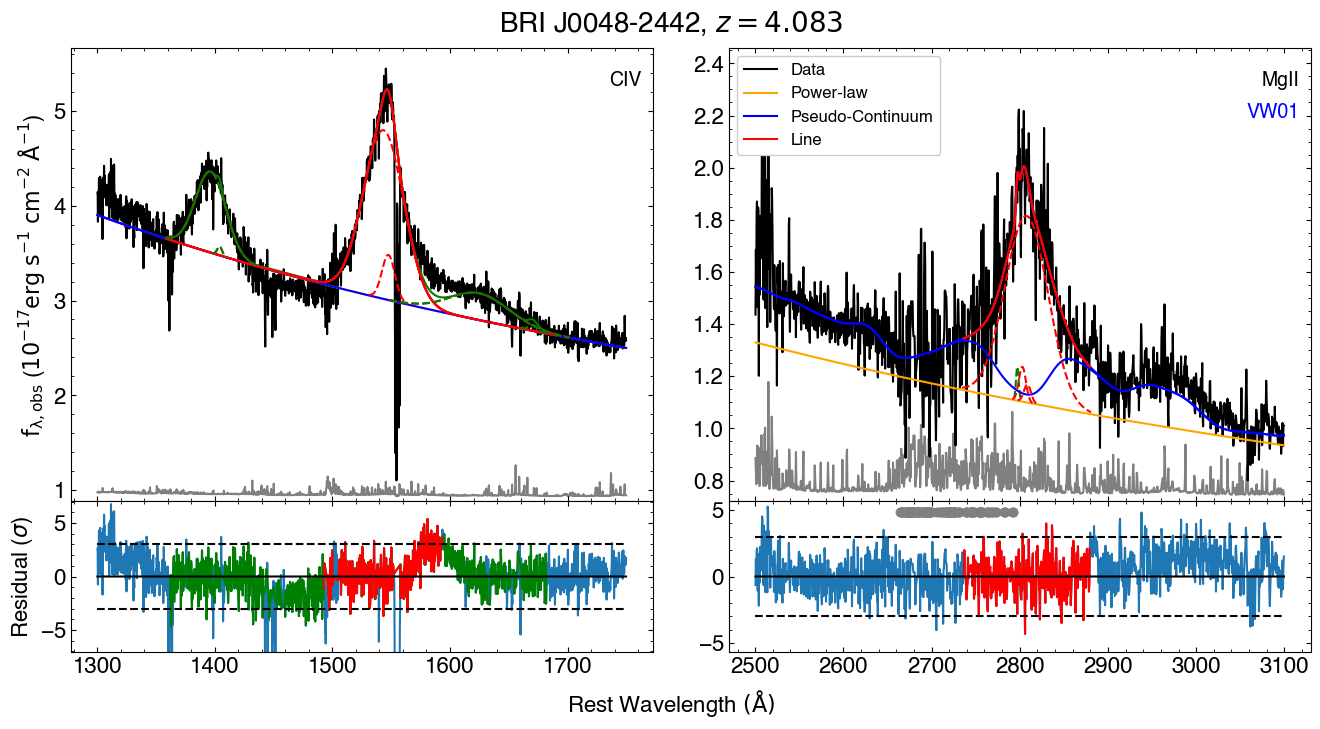 BRI J0048-2442, z = 4.083
CIV
f_λ,obs (10⁻¹⁷erg s⁻¹ cm⁻² Å⁻¹)
5
4
3
2
1
Data
Power-law
Pseudo-Continuum
Line
MgII
VW01
2.4
2.2
2.0
1.8
1.6
1.4
1.2
1.0
0.8
Residual (σ)
5
0
−5
1300 1400 1500 1600 1700
5
0
−5
2500 2600 2700 2800 2900 3000 3100
Rest Wavelength (Å)